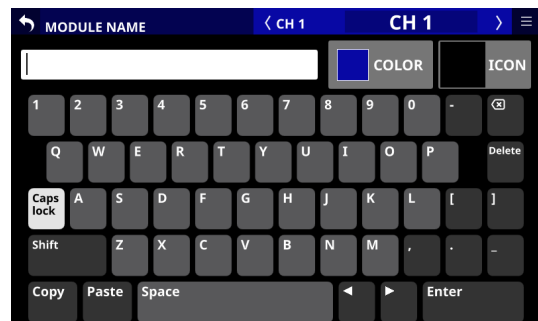 MODULE NAME 〈 CH 1 CH 1 〉
COLOR ICON
1 2 3 4 5 6 7 8 9 0 -
Q W E R T Y U I O P Delete
Caps lock A S D F G H J K L [ ]
Shift Z X C V B N M , . _
Copy Paste Space ◀ ▶ Enter